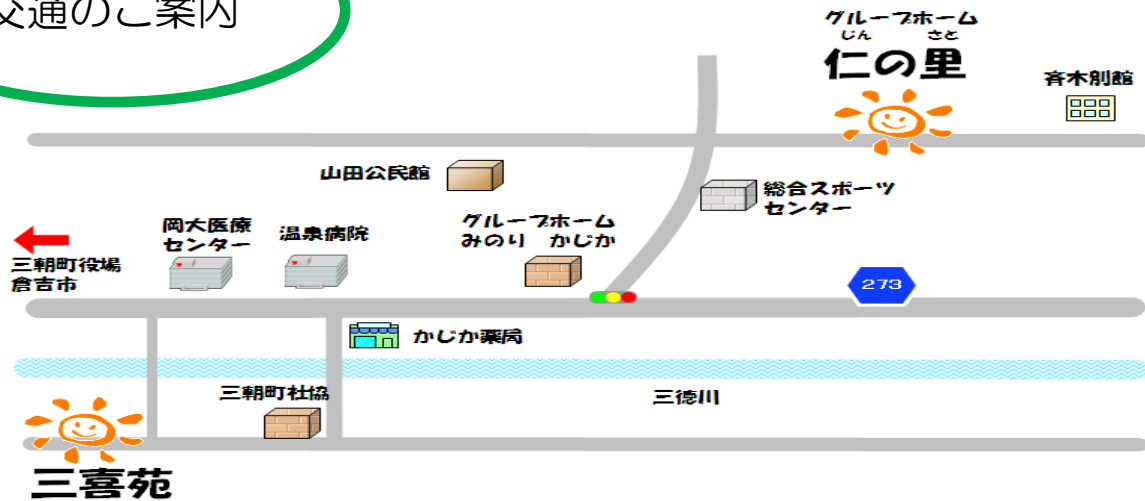 交通のご案内
グループホーム
じん さと
仁の里
斉木別館
山田公民館
総合スポーツ
センター
岡大医療
センター
温泉病院
グループホーム
みのり かじか
三朝町役場
倉吉市
273
かじか薬局
三朝町社協
三徳川
三喜苑